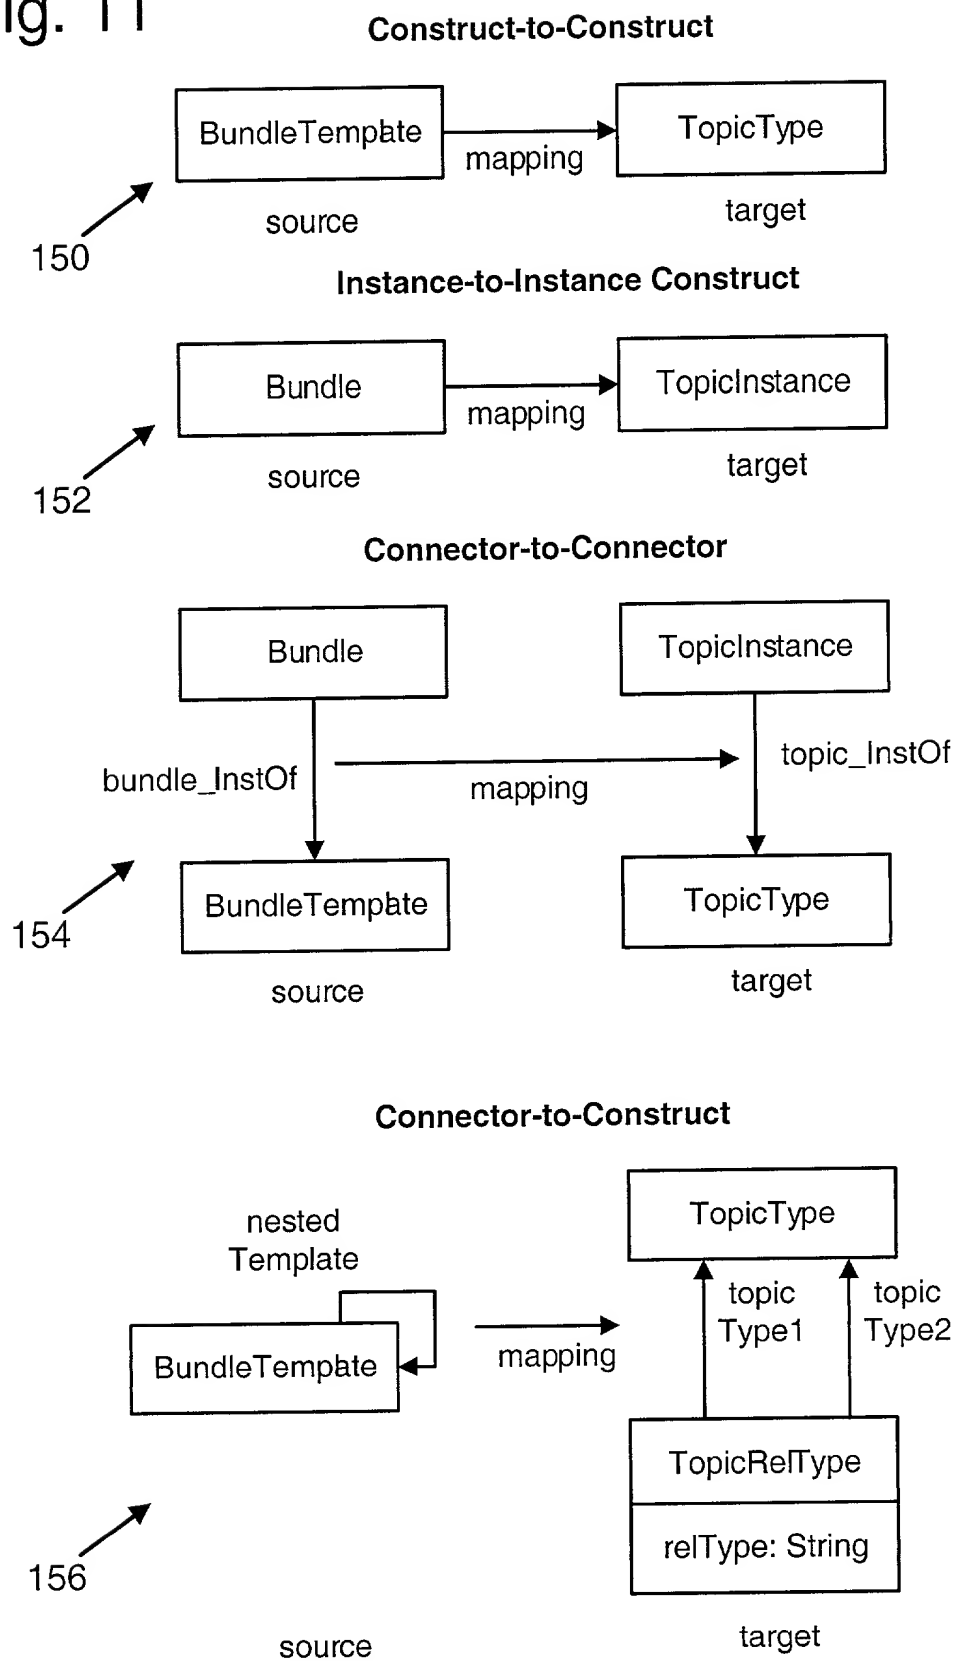 ig. 11
Construct-to-Construct
BundleTemplate
TopicType
mapping
source
target
150
Instance-to-Instance Construct
Bundle
TopicInstance
mapping
source
target
152
Connector-to-Connector
Bundle
TopicInstance
bundle_InstOf
topic_InstOf
mapping
BundleTemplate
TopicType
154
source
target
Connector-to-Construct
nested
Template
TopicType
topic
Type1
topic
Type2
BundleTemplate
mapping
TopicRelType
relType: String
156
source
target